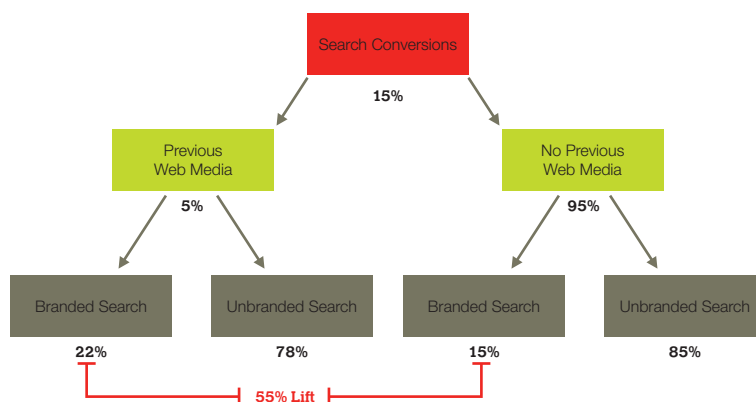 Search Conversions
15%
Previous
Web Media
No Previous
Web Media
5%
95%
Branded Search
Unbranded Search
Branded Search
Unbranded Search
22%
78%
15%
85%
55% Lift